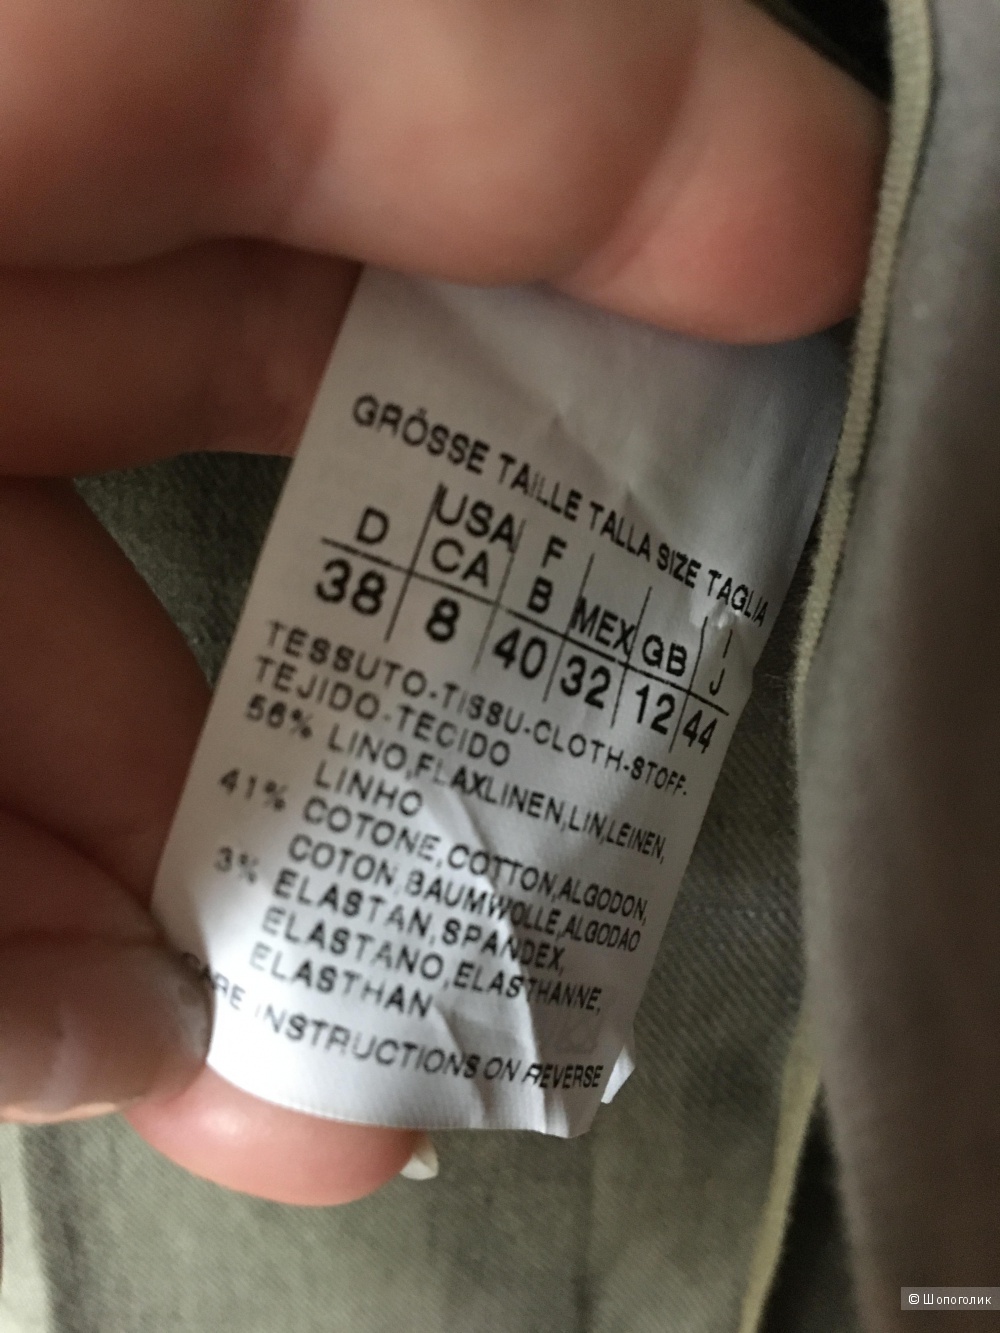 GRÖSSE TAILLE TALLA SIZE TAGLIA
D USA CA F B MEX GB I J
38 8 40 32 12 44
TESSUTO-TISSU-CLOTH-STOFF.
TEJIDO-TECIDO
56% LINO,FLAXLINEN,LIN,LEINEN,
LINHO
41% COTONE,COTTON,ALGODON,
COTON,BAUMWOLLE,ALGODAO
3% ELASTAN,SPANDEX,
ELASTANO,ELASTHANNE,
ELASTHAN
CARE INSTRUCTIONS ON REVERSE
© Шопоголик